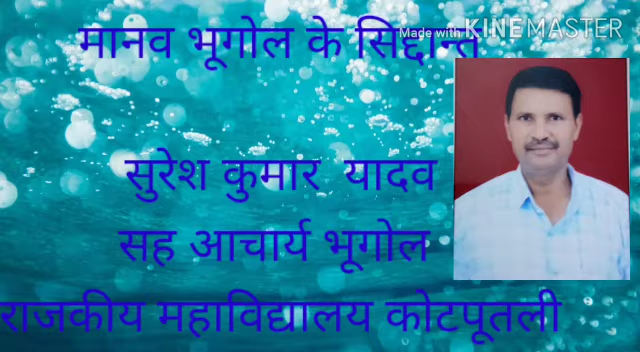 मानव भूगोल के सिद्दान्त
Made with KINEMASTER
सुरेश कुमार यादव
सह आचार्य भूगोल
राजकीय महाविद्यालय कोटपूतली